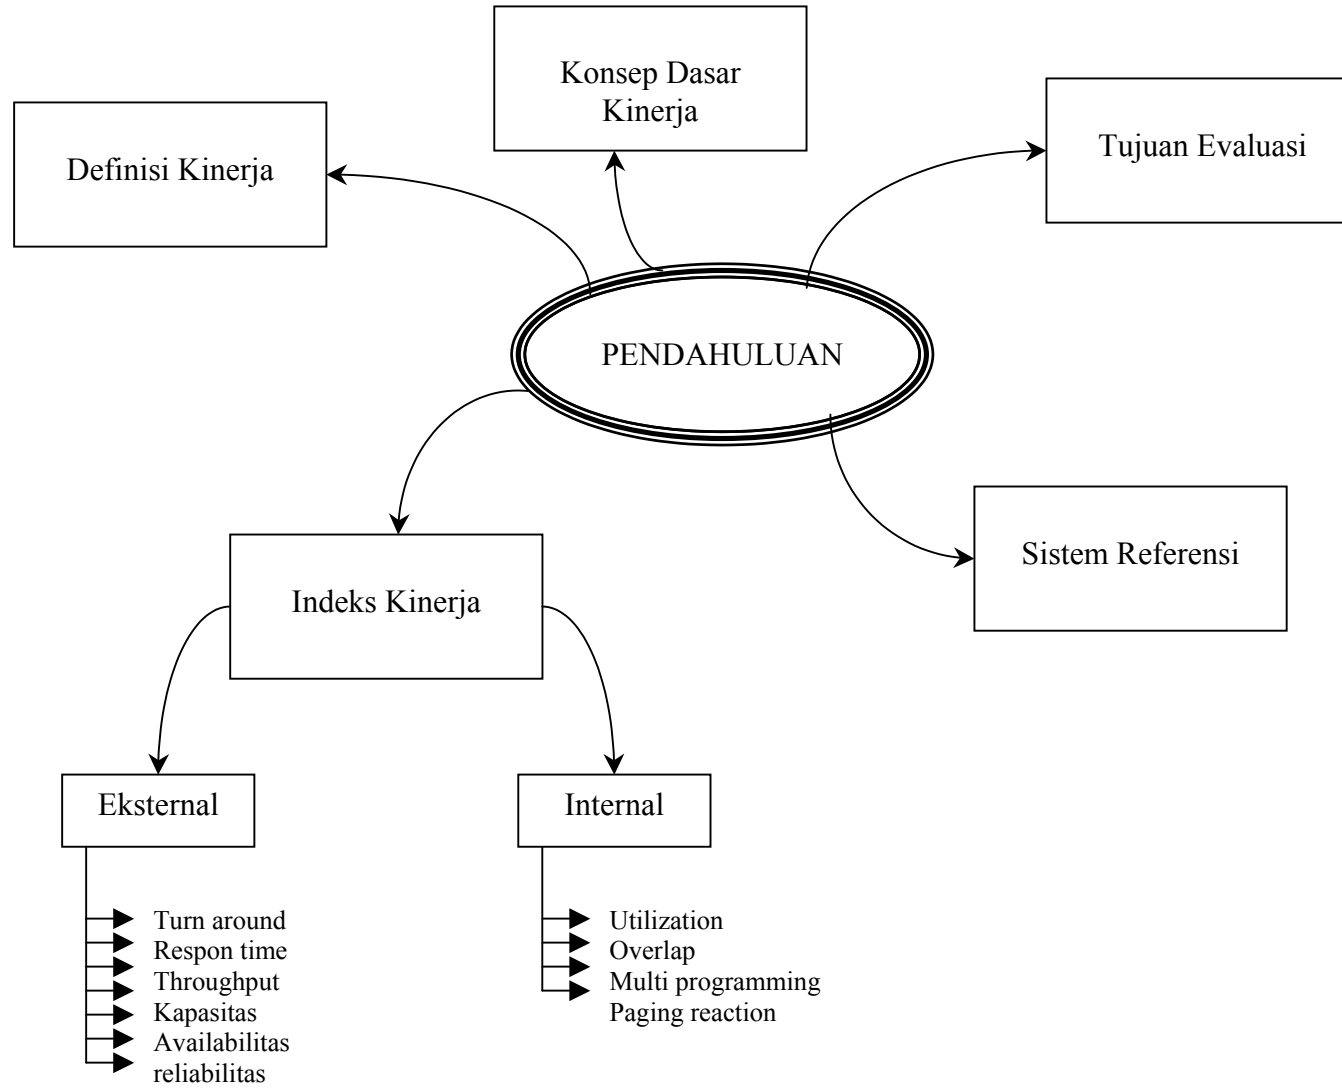 Konsep Dasar
Kinerja
Tujuan Evaluasi
Definisi Kinerja
PENDAHULUAN
Sistem Referensi
Indeks Kinerja
Eksternal
Internal
Turn around
Respon time
Throughput
Kapasitas
Availabilitas
reliabilitas
Utilization
Overlap
Multi programming
Paging reaction